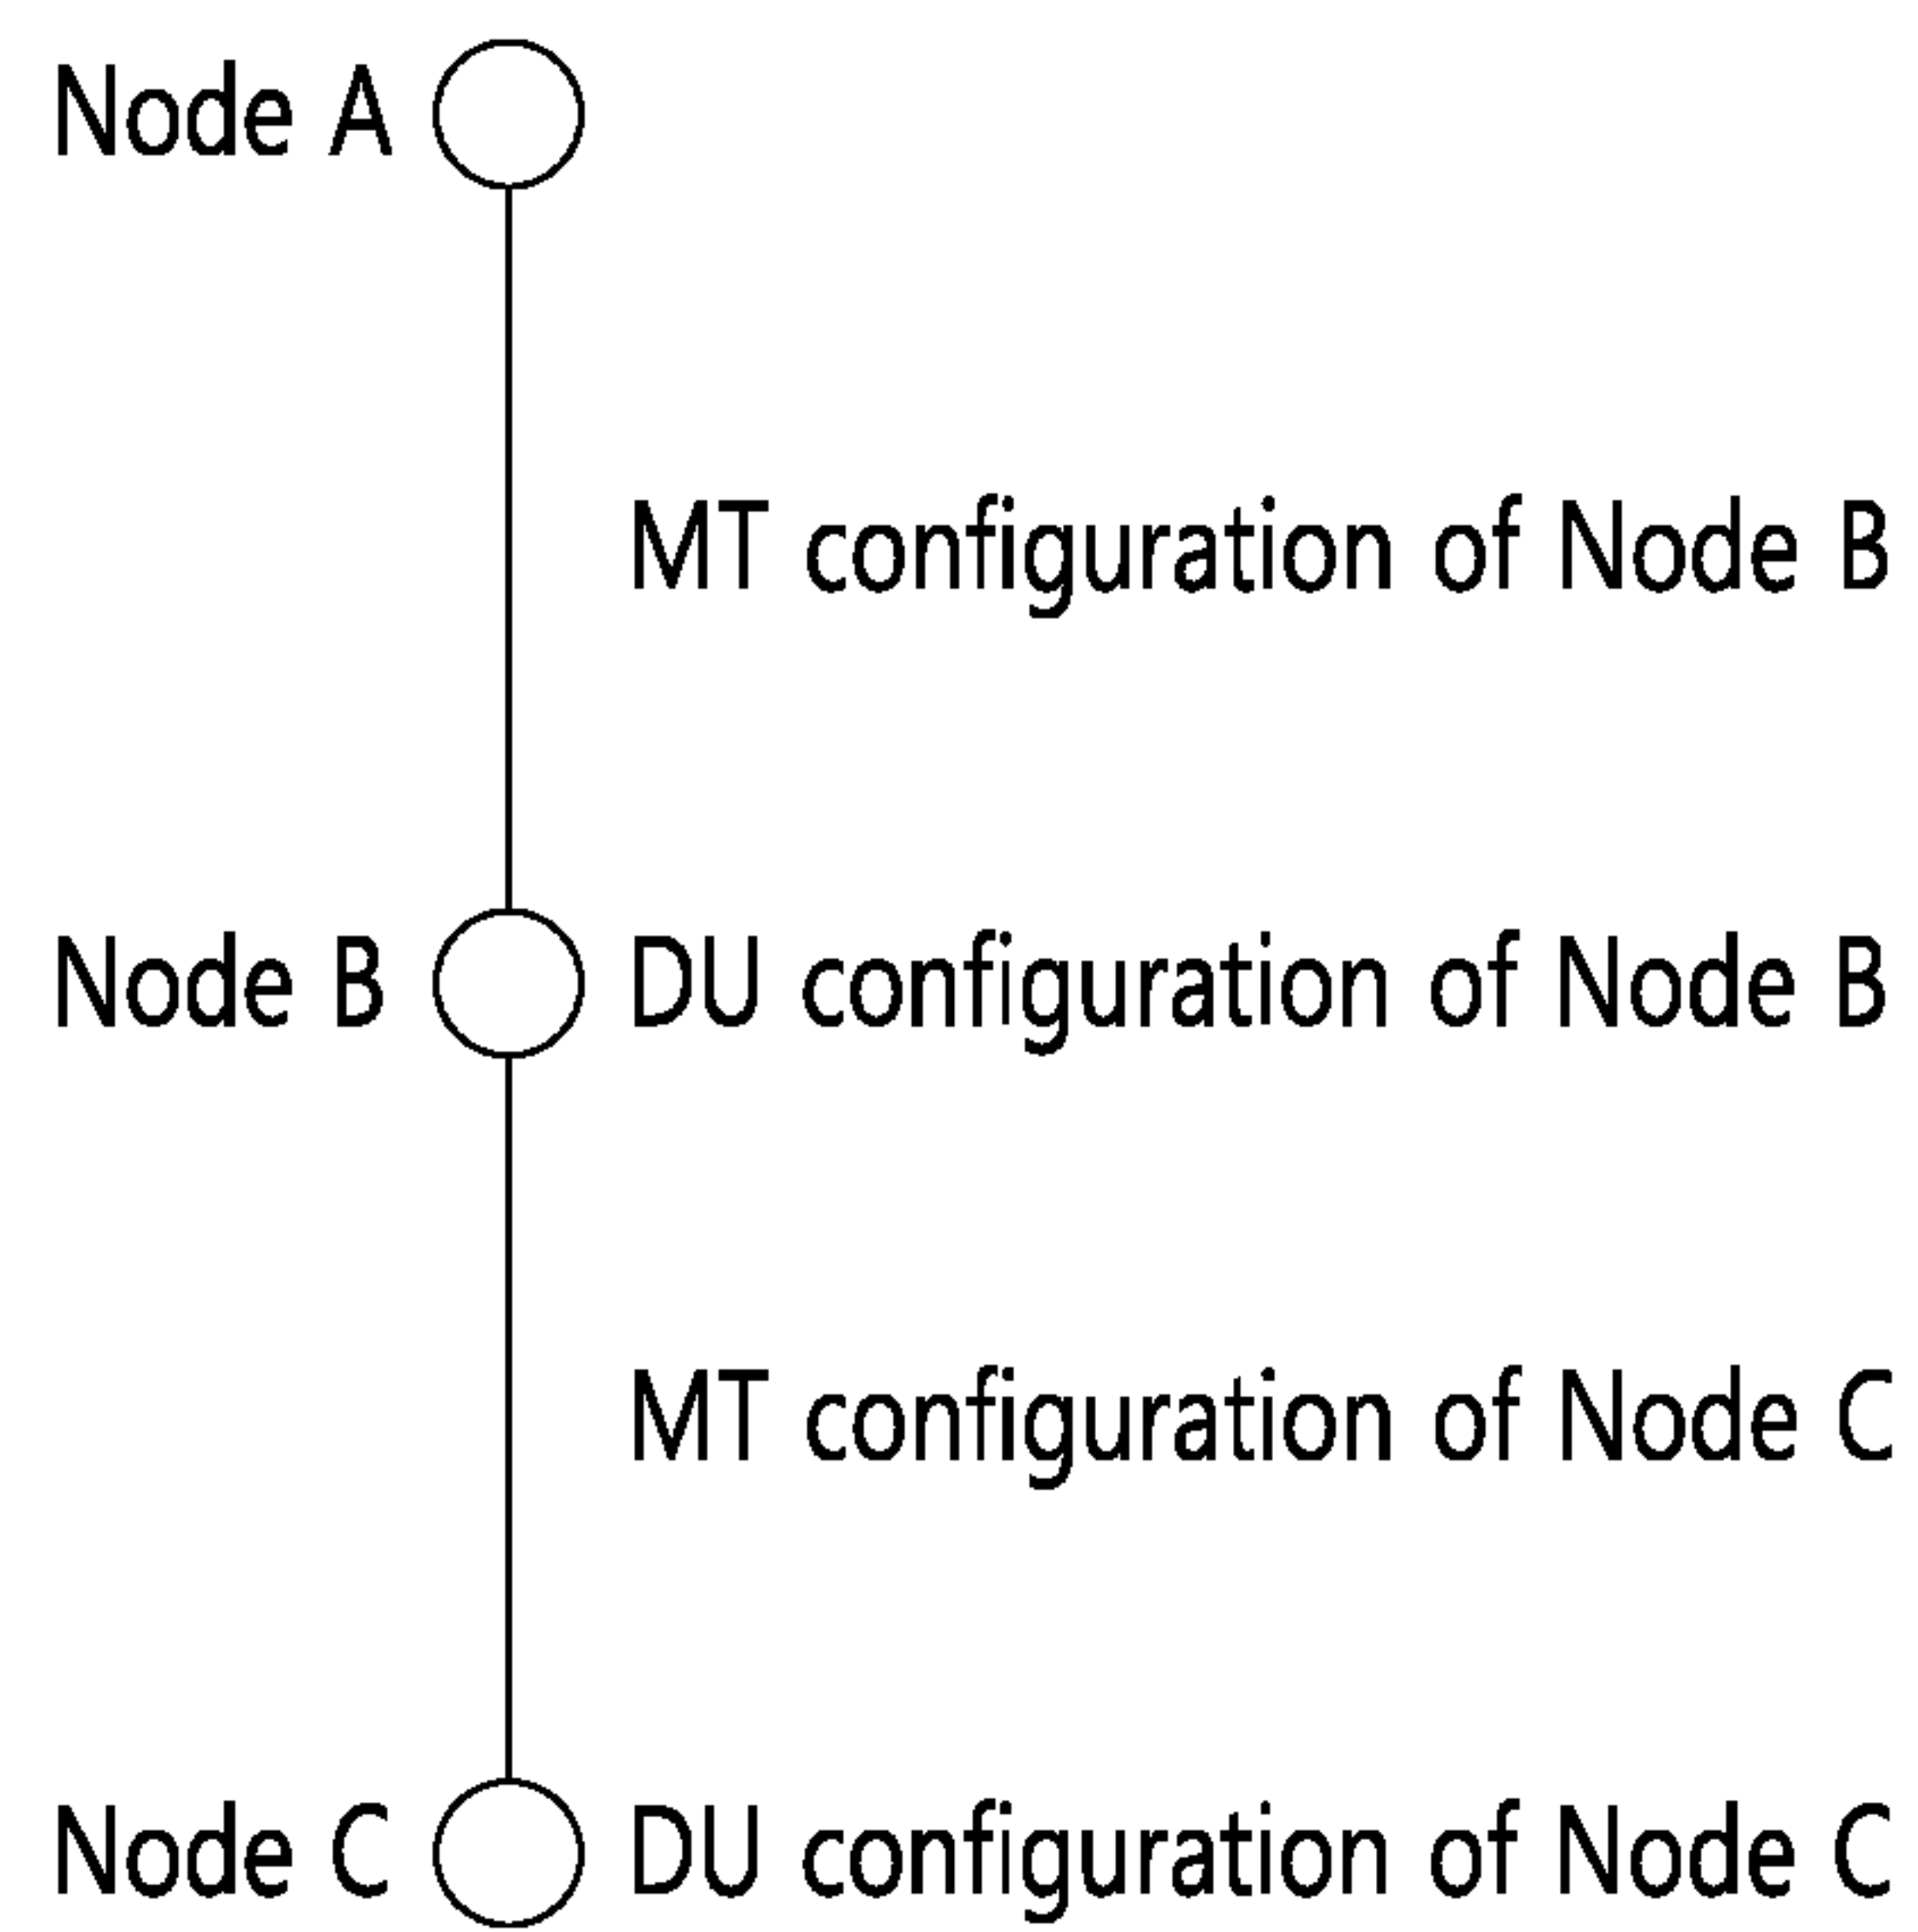 Node A
MT configuration of Node B
Node B DU configuration of Node B
MT configuration of Node C
Node C DU configuration of Node C